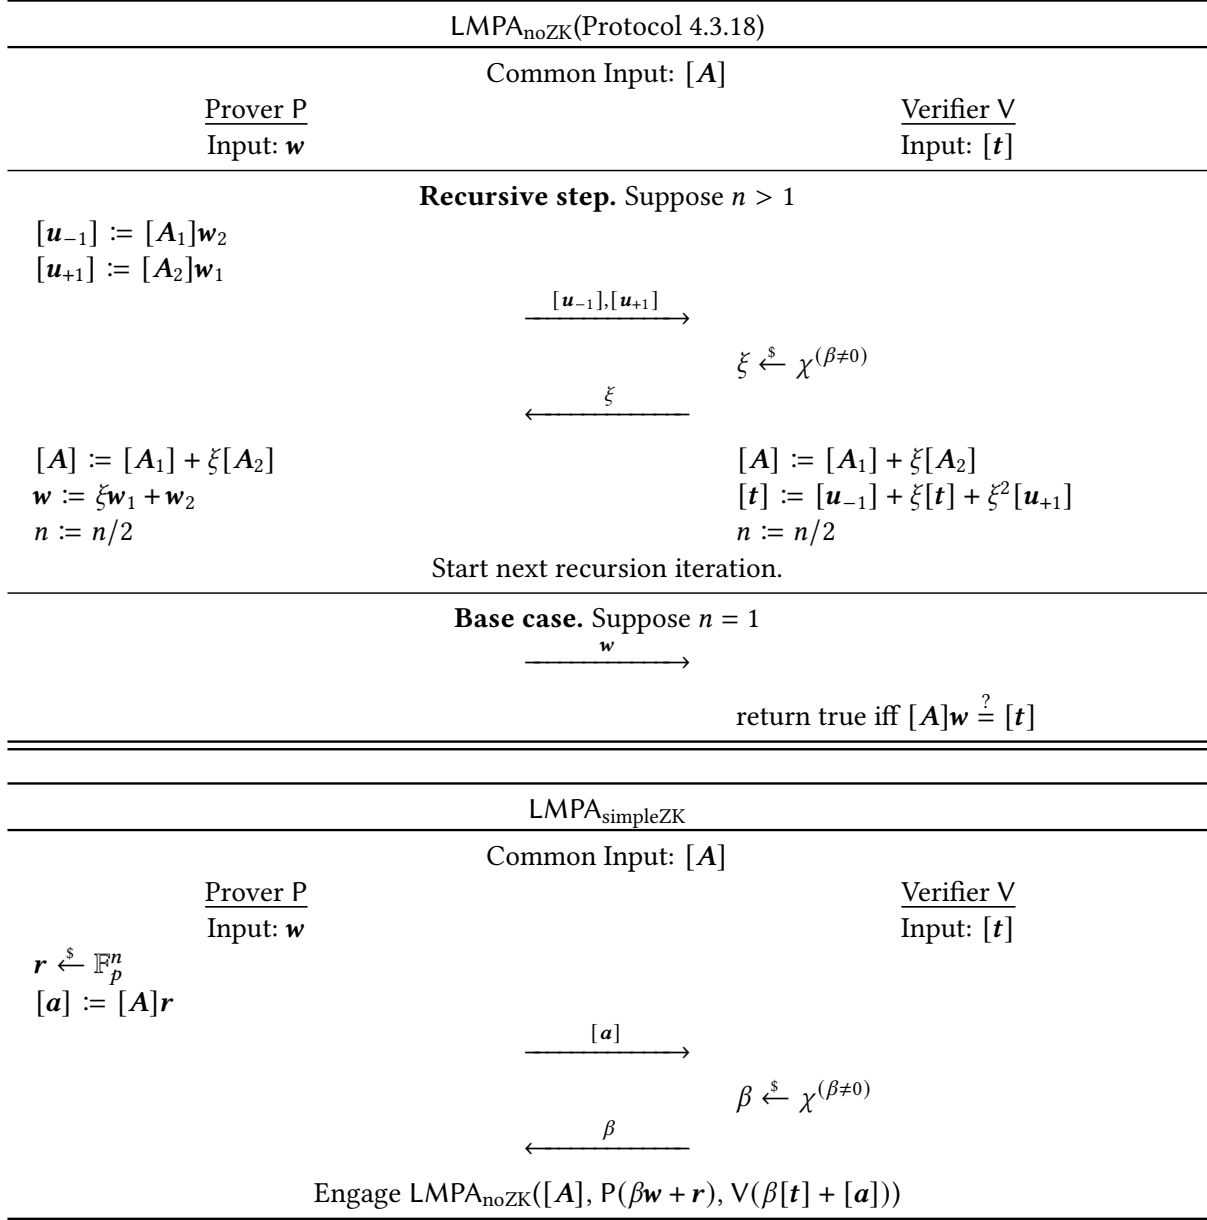 LMPA_noZK(Protocol 4.3.18)
Common Input: [A]
Prover P Verifier V
Input: w Input: [t]
Recursive step. Suppose n > 1
[u_{−1}] ≔ [A_1]w_2
[u_{+1}] ≔ [A_2]w_1
[u_{−1}],[u_{+1}]
ξ ←$ χ^{(β≠0)}
ξ
[A] ≔ [A_1] + ξ[A_2] [A] ≔ [A_1] + ξ[A_2]
w ≔ ξw_1 + w_2 [t] ≔ [u_{−1}] + ξ[t] + ξ^2[u_{+1}]
n ≔ n/2 n ≔ n/2
Start next recursion iteration.
Base case. Suppose n = 1
w
return true iff [A]w ≟ [t]
LMPA_simpleZK
Common Input: [A]
Prover P Verifier V
Input: w Input: [t]
r ←$ 𝔽_p^n
[a] ≔ [A]r
[a]
β ←$ χ^{(β≠0)}
β
Engage LMPA_noZK([A], P(βw + r), V(β[t] + [a]))